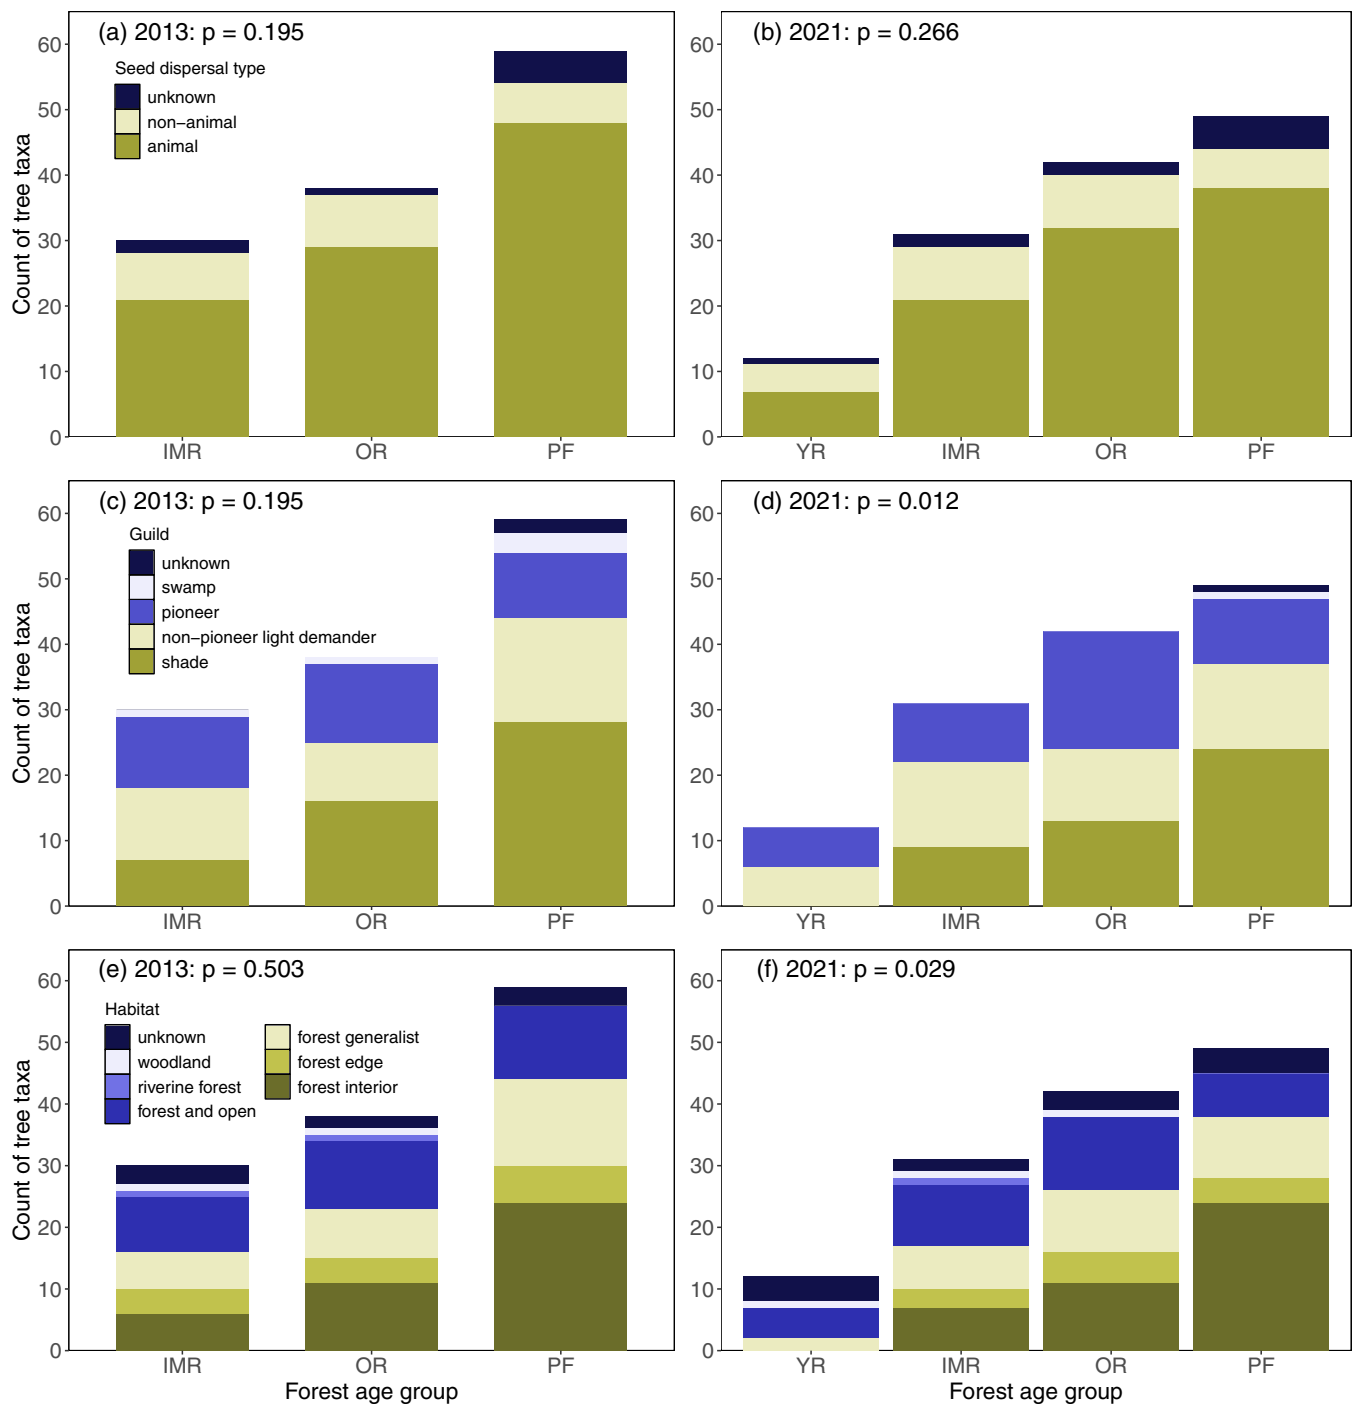 (a) 2013: p = 0.195
Seed dispersal type
unknown
non−animal
animal
Count of tree taxa
60
50
40
30
20
10
0
IMR OR PF
(b) 2021: p = 0.266
60
50
40
30
20
10
0
YR IMR OR PF
(c) 2013: p = 0.195
Guild
unknown
swamp
pioneer
non−pioneer light demander
shade
Count of tree taxa
60
50
40
30
20
10
0
IMR OR PF
(d) 2021: p = 0.012
60
50
40
30
20
10
0
YR IMR OR PF
(e) 2013: p = 0.503
Habitat
unknown
woodland
riverine forest
forest and open
forest generalist
forest edge
forest interior
Count of tree taxa
60
50
40
30
20
10
0
IMR OR PF
Forest age group
(f) 2021: p = 0.029
60
50
40
30
20
10
0
YR IMR OR PF
Forest age group